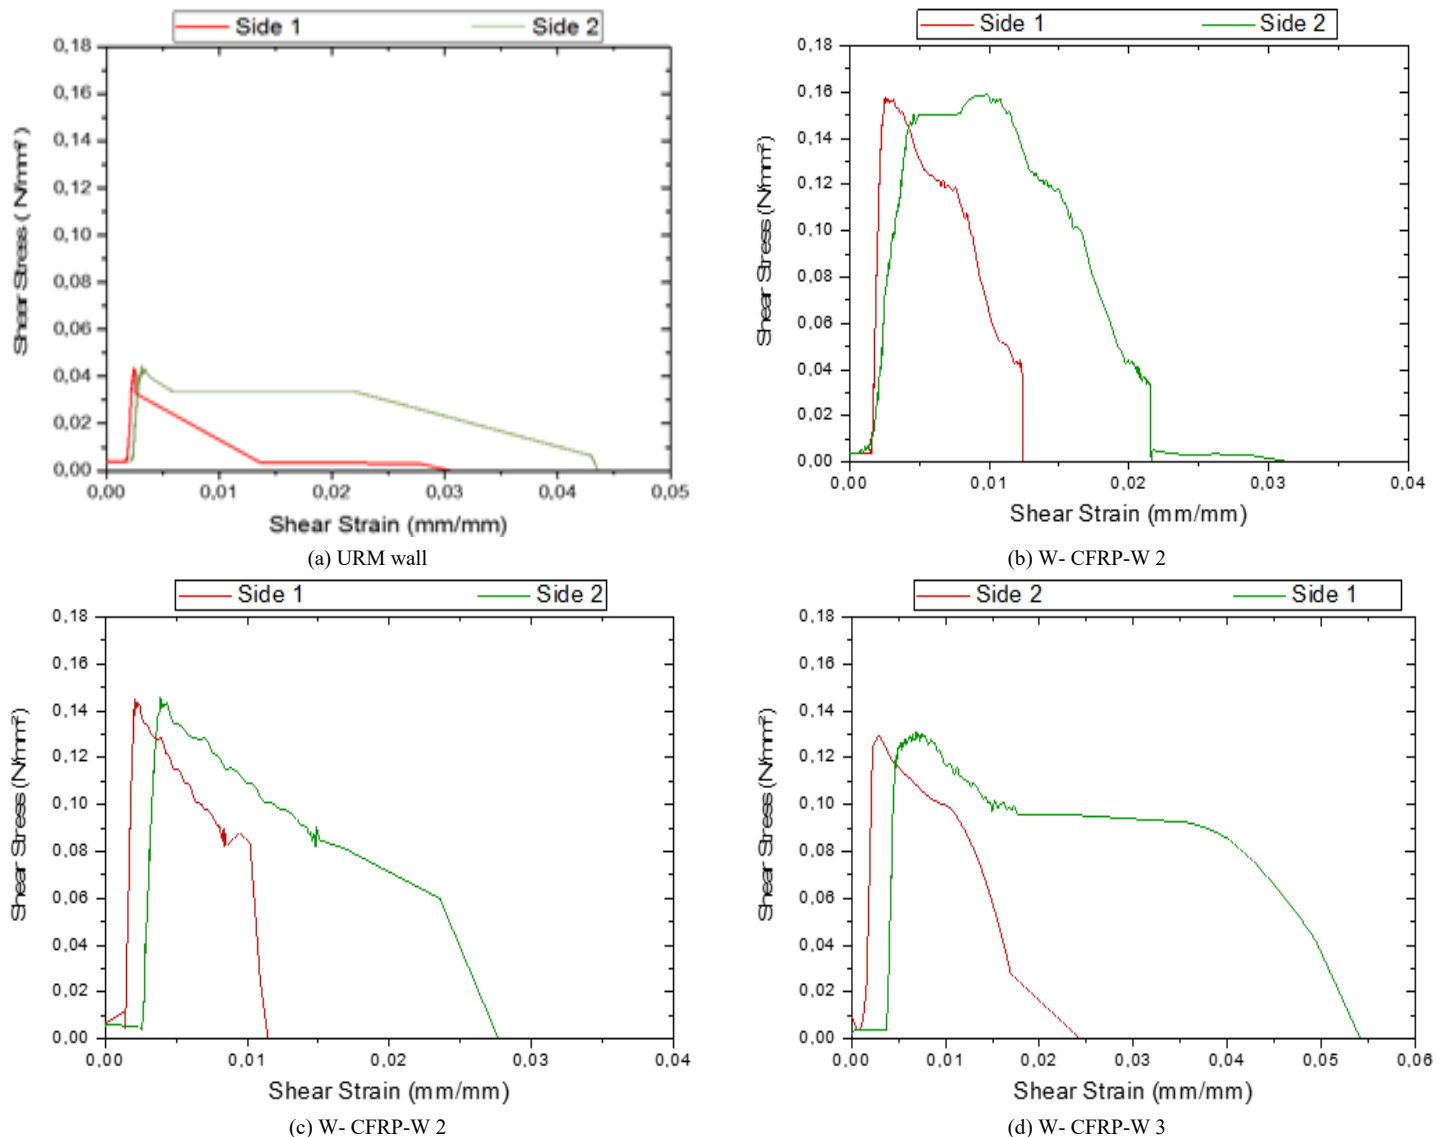 Side 1 Side 2
0,18
0,16
0,14
0,12
0,10
0,08
0,06
0,04
0,02
0,00
Shear Stress ( N/mm²)
0,00 0,01 0,02 0,03 0,04 0,05
Shear Strain (mm/mm)
(a) URM wall
Side 1 Side 2
0,18
0,16
0,14
0,12
0,10
0,08
0,06
0,04
0,02
0,00
Shear Stress (N/mm²)
0,00 0,01 0,02 0,03 0,04
Shear Strain (mm/mm)
(b) W- CFRP-W 2
Side 1 Side 2
0,18
0,16
0,14
0,12
0,10
0,08
0,06
0,04
0,02
0,00
Shear Stress (N/mm²)
0,00 0,01 0,02 0,03 0,04
Shear Strain (mm/mm)
(c) W- CFRP-W 2
Side 2 Side 1
0,18
0,16
0,14
0,12
0,10
0,08
0,06
0,04
0,02
0,00
Shear Stress (N/mm²)
0,00 0,01 0,02 0,03 0,04 0,05 0,06
Shear Strain (mm/mm)
(d) W- CFRP-W 3